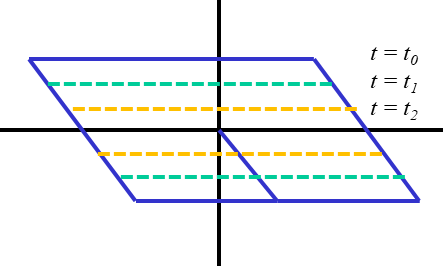 t = t₀
t = t₁
t = t₂